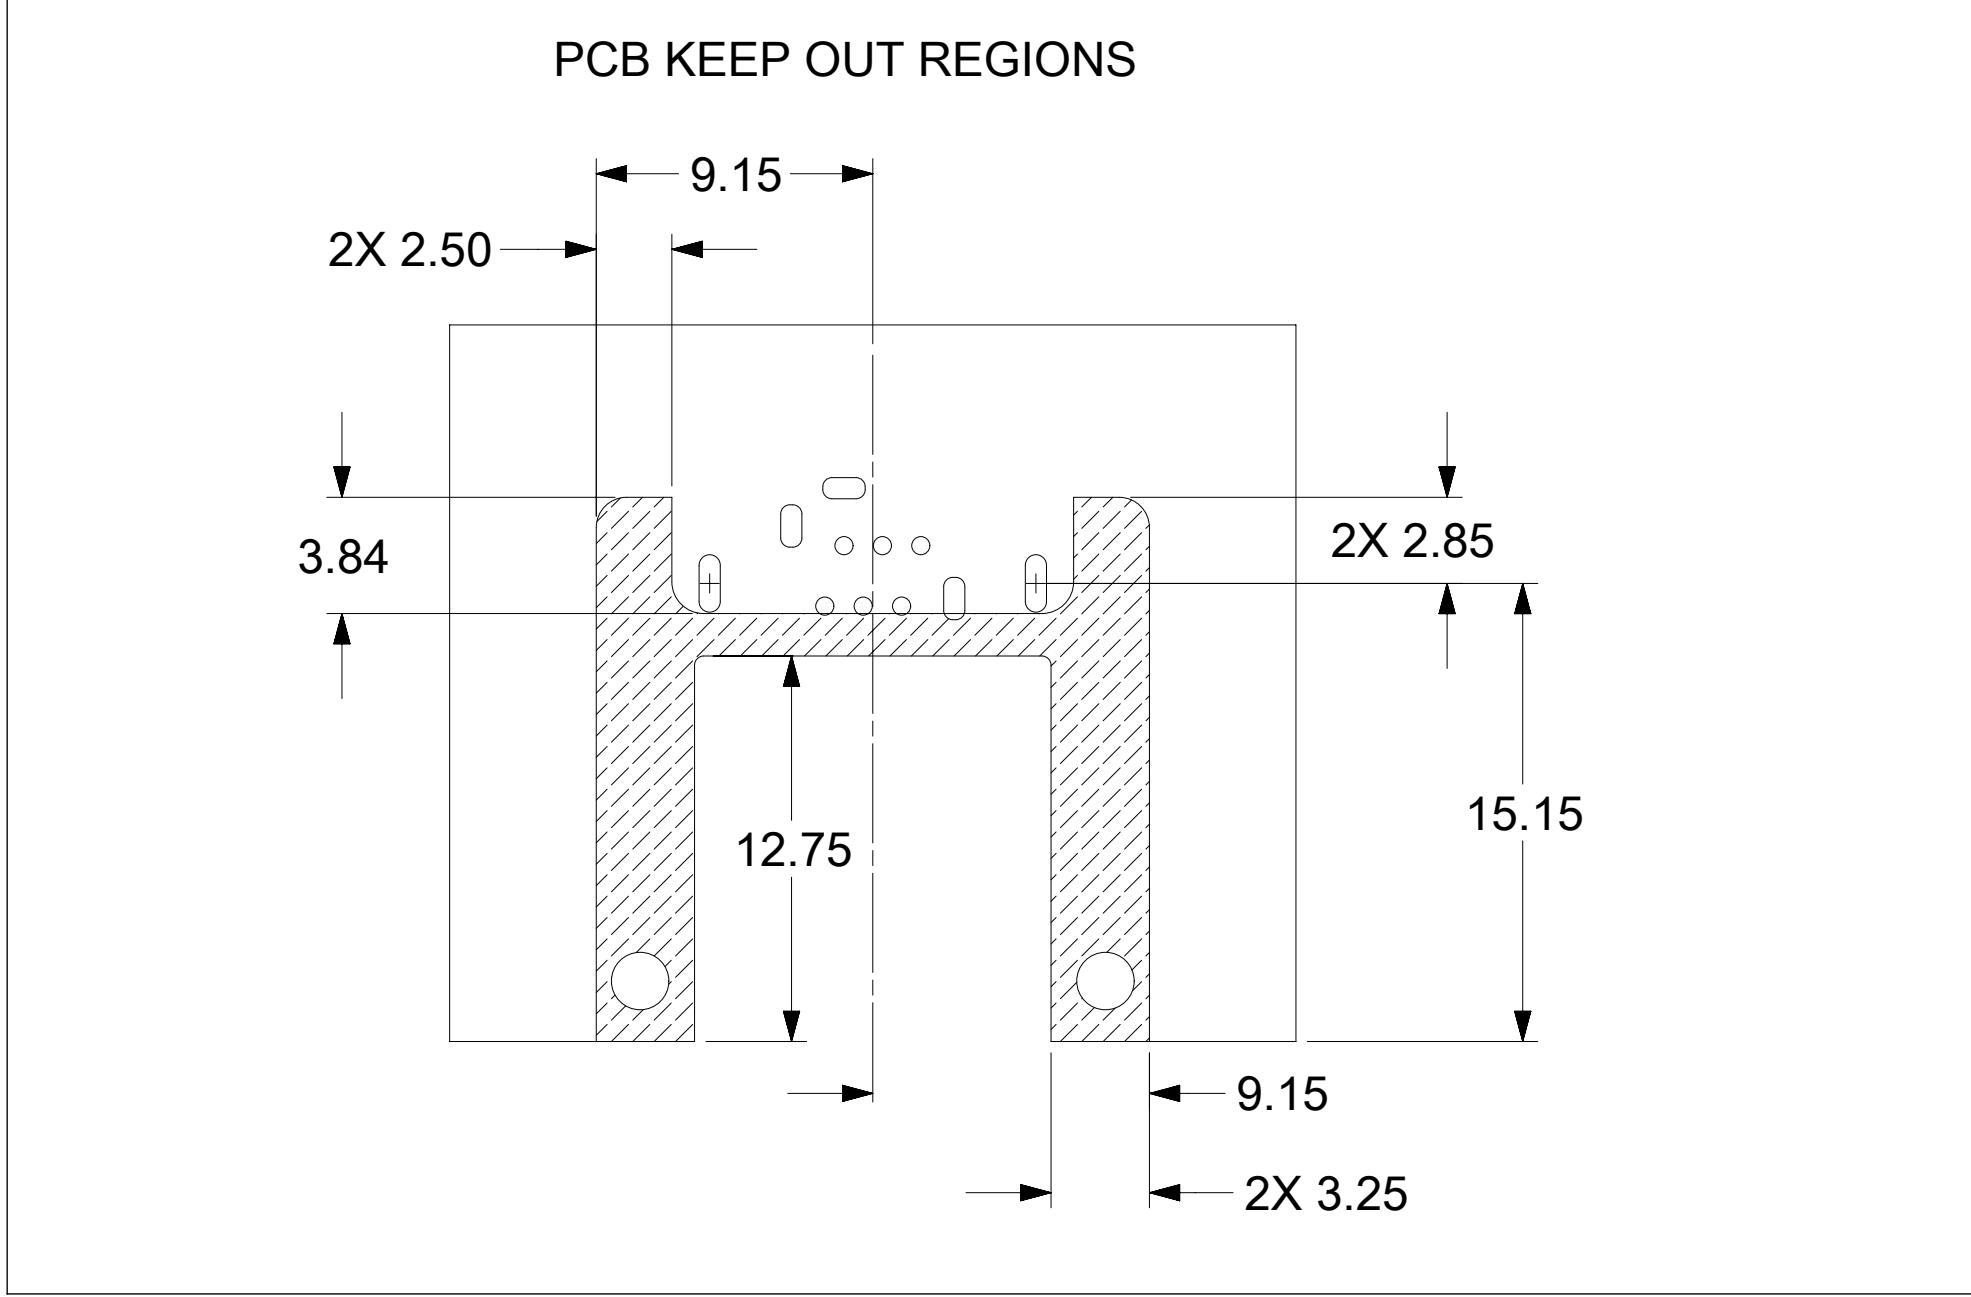 PCB KEEP OUT REGIONS
9.15
2X 2.50
3.84
2X 2.85
15.15
12.75
9.15
2X 3.25